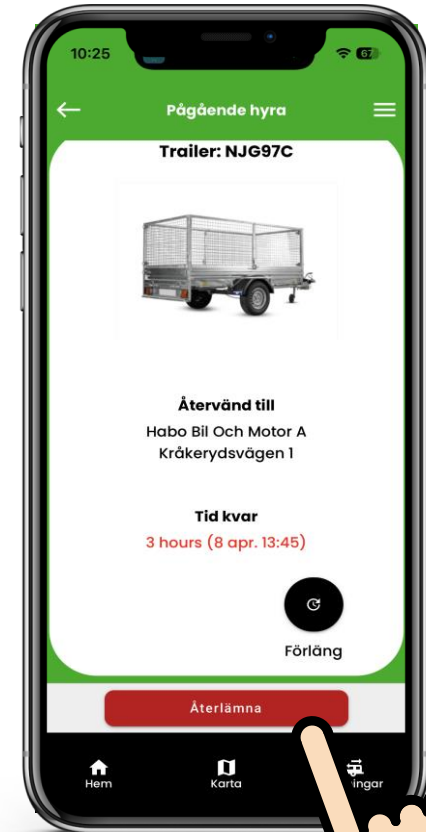 10:25
67
Pågående hyra
Trailer: NJG97C
Återvänd till
Habo Bil Och Motor A
Kråkerydsvägen 1
Tid kvar
3 hours (8 apr. 13:45)
Förläng
Återlämna
Hem
Karta